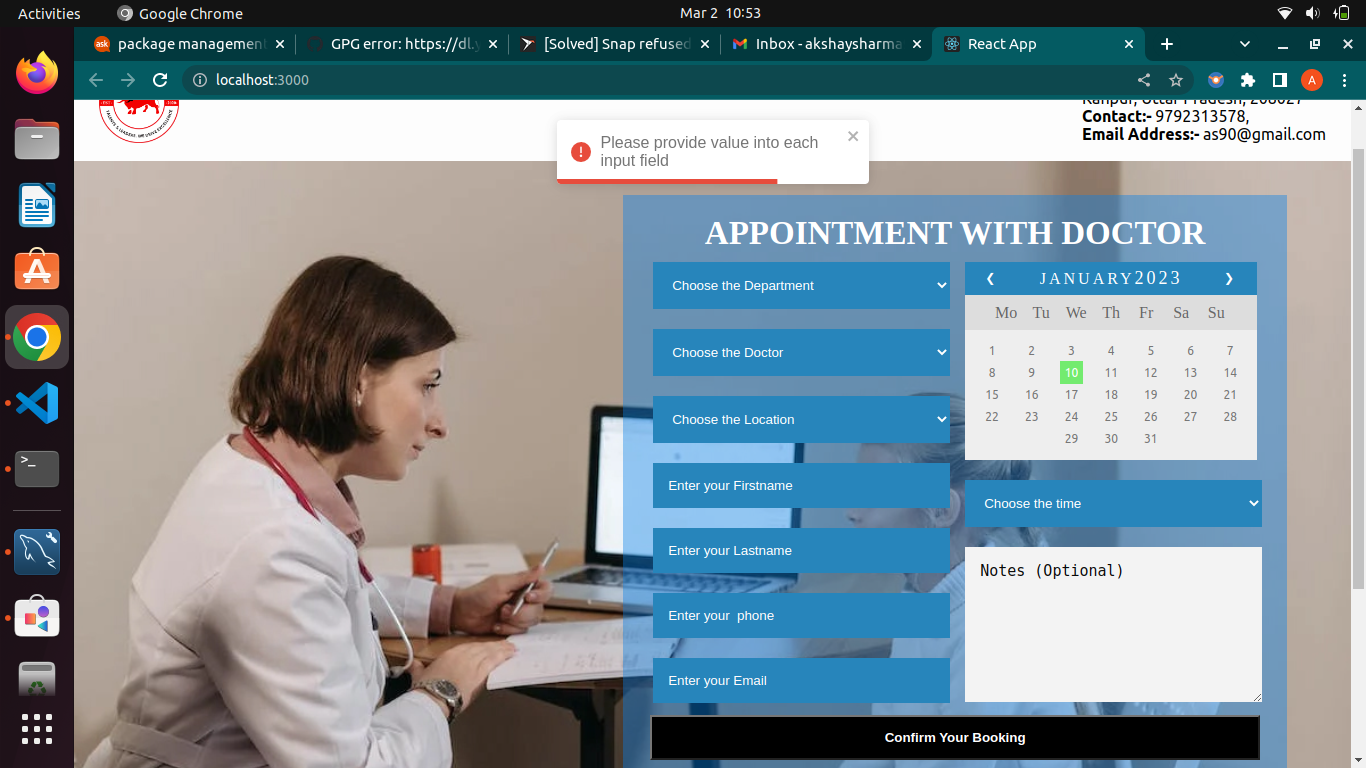 Activities
Google Chrome
Mar 2 10:53
package management
GPG error: https://dl.y
[Solved] Snap refused
Inbox - akshaysharma
React App
localhost:3000
A
Kanpur, Uttar Pradesh, 208027
Contact:- 9792313578,
Email Address:- as90@gmail.com
Please provide value into each
input field
APPOINTMENT WITH DOCTOR
Choose the Department
Choose the Doctor
Choose the Location
Enter your Firstname
Enter your Lastname
Enter your  phone
Enter your Email
❮ JANUARY2023 ❯
Mo Tu We Th Fr Sa Su
1 2 3 4 5 6 7
8 9 10 11 12 13 14
15 16 17 18 19 20 21
22 23 24 25 26 27 28
29 30 31
Choose the time
Notes (Optional)
Confirm Your Booking